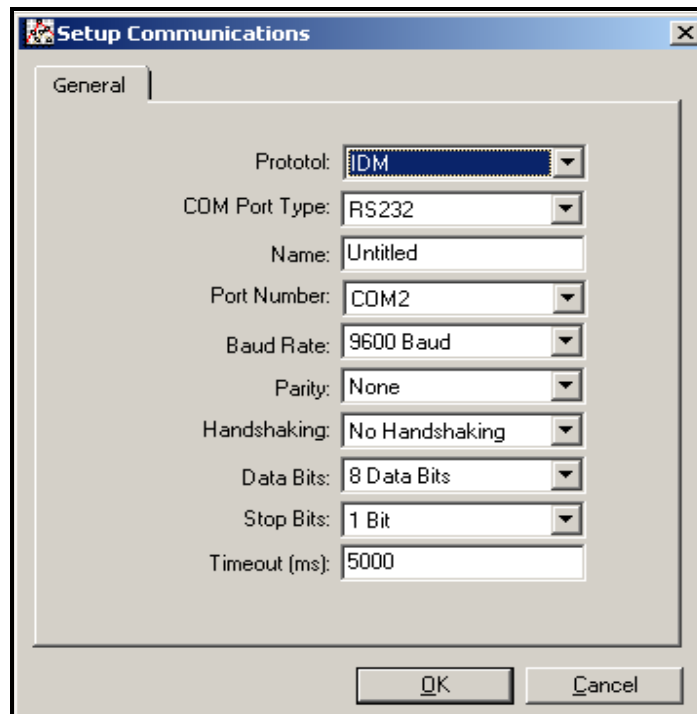 Setup Communications
General
Prototol: IDM
COM Port Type: RS232
Name: Untitled
Port Number: COM2
Baud Rate: 9600 Baud
Parity: None
Handshaking: No Handshaking
Data Bits: 8 Data Bits
Stop Bits: 1 Bit
Timeout (ms): 5000
OK Cancel